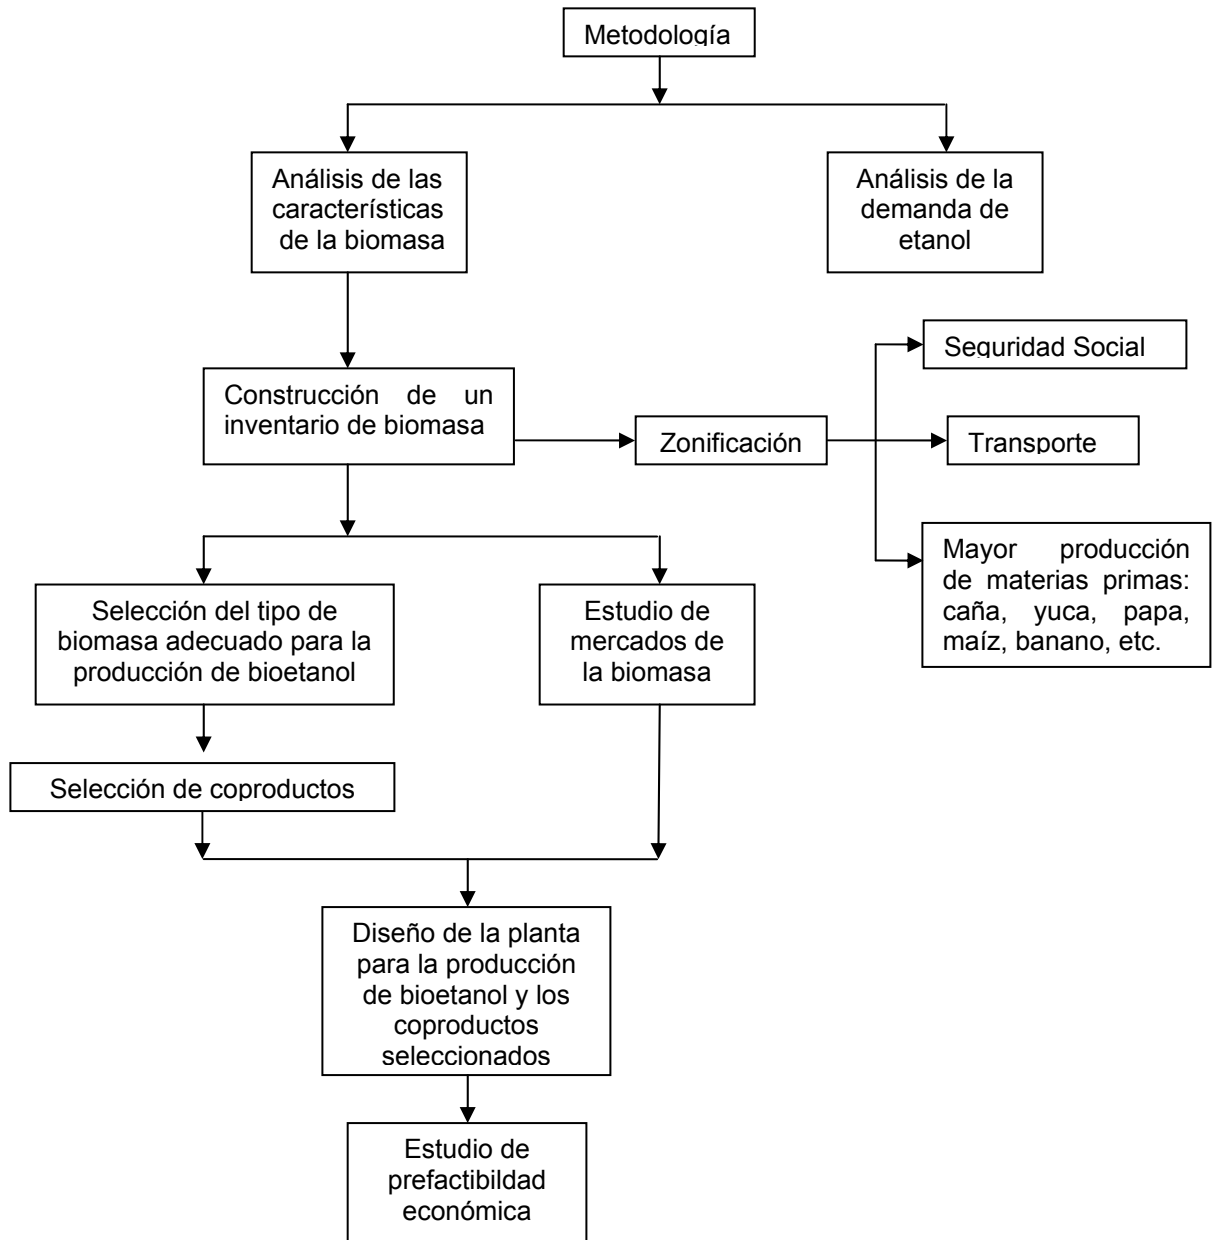 Metodología
Análisis de las
características
de la biomasa
Análisis de la
demanda de
etanol
Construcción de un
inventario de biomasa
Zonificación
Seguridad Social
Transporte
Mayor producción
de materias primas:
caña, yuca, papa,
maíz, banano, etc.
Selección del tipo de
biomasa adecuado para la
producción de bioetanol
Estudio de
mercados de
la biomasa
Selección de coproductos
Diseño de la planta
para la producción
de bioetanol y los
coproductos
seleccionados
Estudio de
prefactibildad
económica